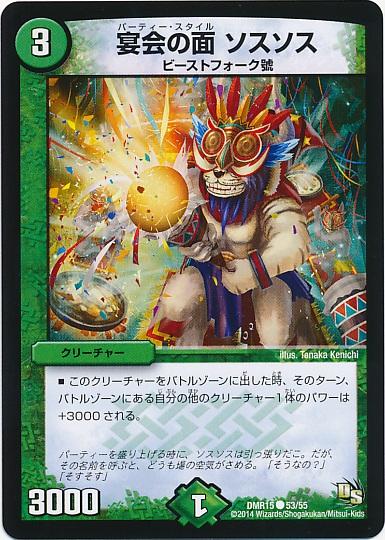 3
パーティー・スタイル
宴会の面 ソスソス
ビーストフォーク號
illus. Tanaka Kenichi
クリーチャー
■ このクリーチャーをバトルゾーンに出した時、そのターン、
バトルゾーンにある自分の他のクリーチャー1体のパワーは
+3000 される。
パーティーを盛り上げる時に、ソスソスは引っ張りだこ。だが、
その名前を呼ぶと、どうも場の空気がさめる。「そうなの?」
「そすそす」
3000
1
DMR15 ● 53/55
©2014 Wizards/Shogakukan/Mitsui-Kids
DS